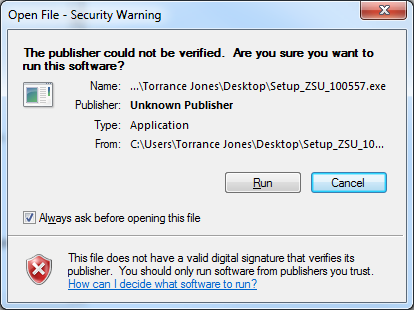 Open File - Security Warning
The publisher could not be verified.  Are you sure you want to
run this software?
Name: ...\Torrance Jones\Desktop\Setup_ZSU_100557.exe
Publisher: Unknown Publisher
Type: Application
From: C:\Users\Torrance Jones\Desktop\Setup_ZSU_10...
Run Cancel
Always ask before opening this file
This file does not have a valid digital signature that verifies its
publisher.  You should only run software from publishers you trust.
How can I decide what software to run?